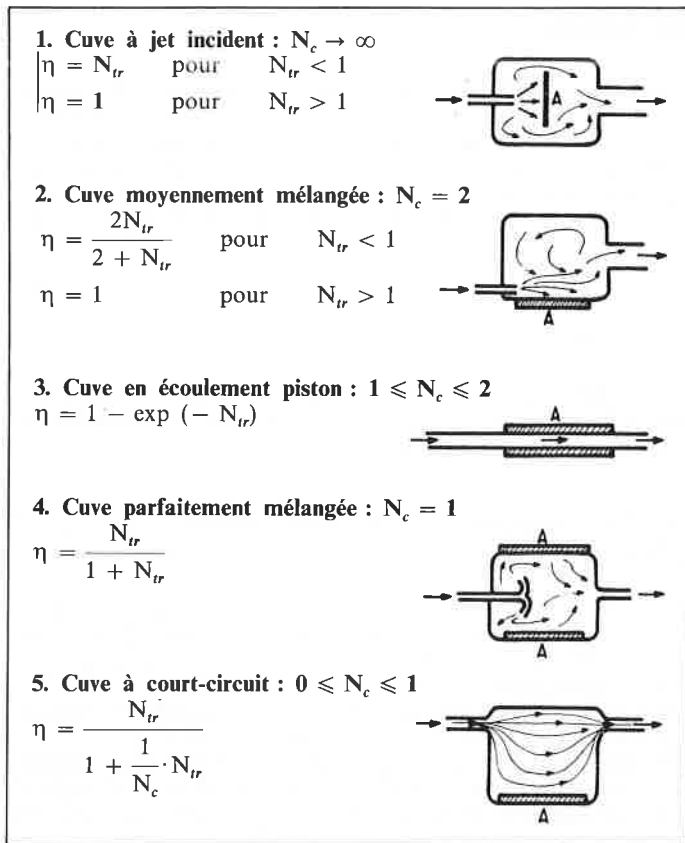 1. Cuve à jet incident : N_c → ∞
η = N_tr pour N_tr < 1
η = 1 pour N_tr > 1
A
2. Cuve moyennement mélangée : N_c = 2
η = 2N_tr / (2 + N_tr) pour N_tr < 1
η = 1 pour N_tr > 1
A
3. Cuve en écoulement piston : 1 ⩽ N_c ⩽ 2
η = 1 − exp (− N_tr)
A
4. Cuve parfaitement mélangée : N_c = 1
η = N_tr / (1 + N_tr)
A
A
5. Cuve à court-circuit : 0 ⩽ N_c ⩽ 1
η = N_tr / (1 + (1 / N_c) · N_tr)
A